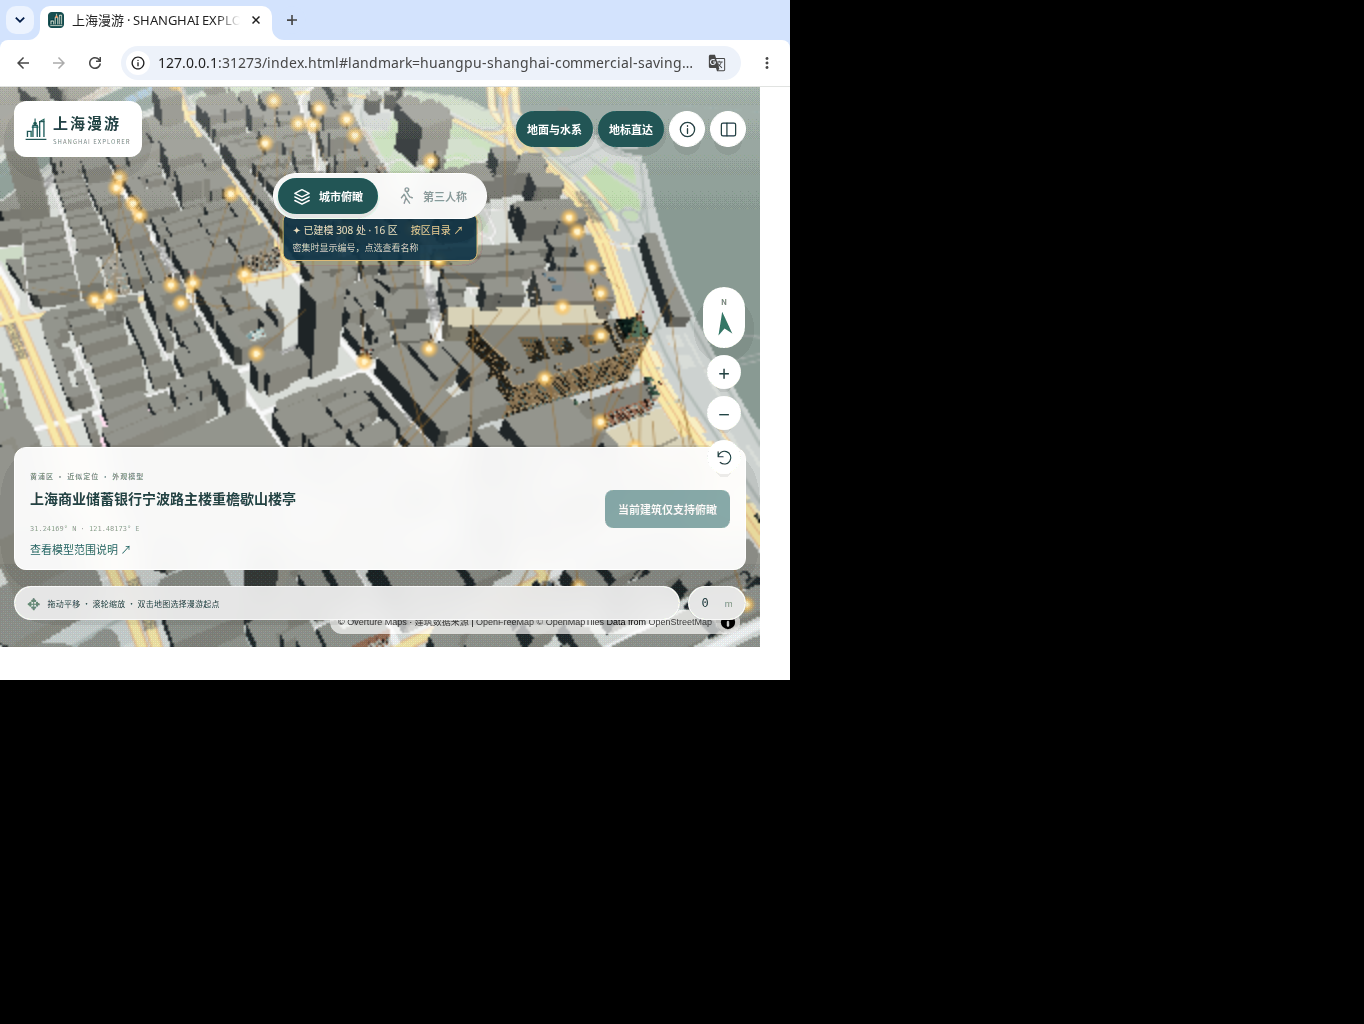 上海漫游 · SHANGHAI EXPLO
127.0.0.1:31273/index.html#landmark=huangpu-shanghai-commercial-saving...
上海漫游
SHANGHAI EXPLORER
地面与水系
地标直达
城市俯瞰
第三人称
✦ 已建模 308 处 · 16 区 按区目录 ↗
密集时显示编号，点选查看名称
N
+
−
黄浦区 · 近似定位 · 外观模型
上海商业储蓄银行宁波路主楼重檐歇山楼亭
31.24169° N · 121.48173° E
查看模型范围说明 ↗
当前建筑仅支持俯瞰
拖动平移 · 滚轮缩放 · 双击地图选择漫游起点
0 m
© Overture Maps · 建筑数据来源 | OpenFreeMap © OpenMapTiles Data from OpenStreetMap